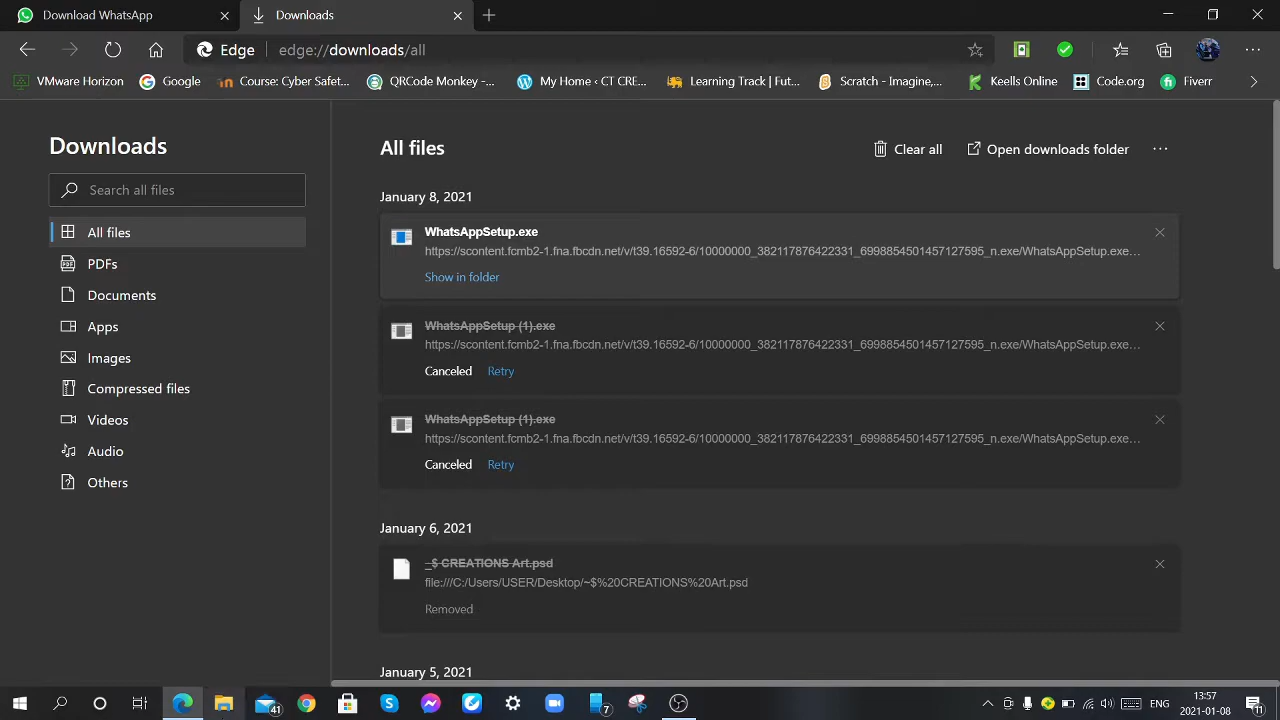 Download WhatsApp
Downloads
Edge
edge://downloads/all
VMware Horizon
Google
Course: Cyber Safet...
QRCode Monkey -...
My Home ‹ CT CRE...
Learning Track | Fut...
Scratch - Imagine,...
Keells Online
Code.org
Fiverr
Downloads
Search all files
All files
PDFs
Documents
Apps
Images
Compressed files
Videos
Audio
Others
All files
Clear all
Open downloads folder
January 8, 2021
WhatsAppSetup.exe
https://scontent.fcmb2-1.fna.fbcdn.net/v/t39.16592-6/10000000_382117876422331_6998854501457127595_n.exe/WhatsAppSetup.exe...
Show in folder
WhatsAppSetup (1).exe
https://scontent.fcmb2-1.fna.fbcdn.net/v/t39.16592-6/10000000_382117876422331_6998854501457127595_n.exe/WhatsAppSetup.exe...
Canceled Retry
WhatsAppSetup (1).exe
https://scontent.fcmb2-1.fna.fbcdn.net/v/t39.16592-6/10000000_382117876422331_6998854501457127595_n.exe/WhatsAppSetup.exe...
Canceled Retry
January 6, 2021
_$ CREATIONS Art.psd
file:///C:/Users/USER/Desktop/~$%20CREATIONS%20Art.psd
Removed
January 5, 2021
41
7
ENG
13:57
2021-01-08
11